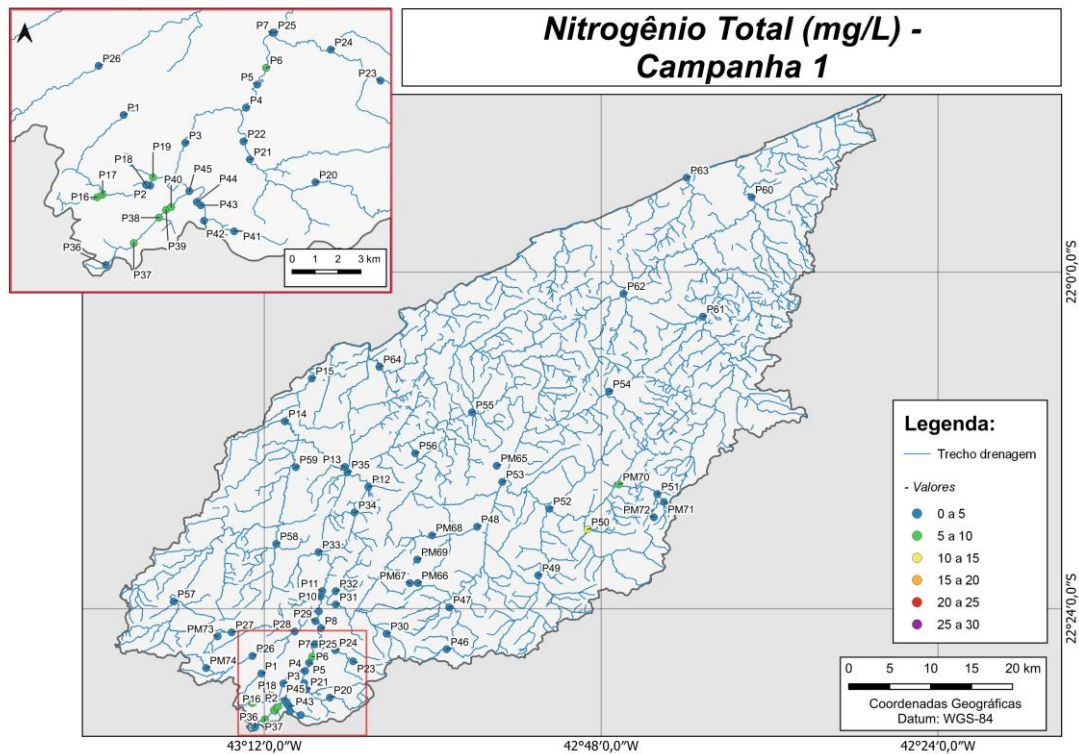 Nitrogênio Total (mg/L) -
Campanha 1
P7 P25
P24
P26
P6
P23
P5
P.1
P4
P3
P19
P22
P18
P21
P17
P40
P45
P20
P16
P2
P44
P43
P38
P42
P41
P39
P36
P37
0 1 2 3 km
P63
P60
22°0'0,0"S
P62
P61
P64
P15
P54
P55
P14
P56
P59
P13
P35
PM65
P.12
P53
PM70
P51
P34
P52
PM72
PM71
P50
P48
PM68
P58
P33
PM69
P49
PM67
PM66
P11
P32
P57
P10
P31
P47
22°24'0,0"S
P29
P8
PM73
P27
P28
P30
P7
P25
P24
P46
P26
P6
P23
PM74
P4
P5
P1
P3
P18
P21
P45
P20
P16
P2
P43
P36
P37
43°12'0,0"W
42°48'0,0"W
42°24'0,0"W
Legenda:
Trecho drenagem
- Valores
0 a 5
5 a 10
10 a 15
15 a 20
20 a 25
25 a 30
0 5 10 15 20 km
Coordenadas Geográficas
Datum: WGS-84